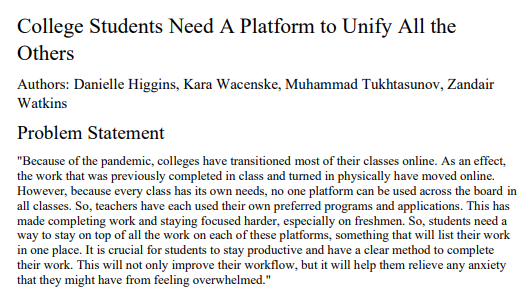 College Students Need A Platform to Unify All the
Others
Authors: Danielle Higgins, Kara Wacenske, Muhammad Tukhtasunov, Zandair
Watkins
Problem Statement
"Because of the pandemic, colleges have transitioned most of their classes online. As an effect,
the work that was previously completed in class and turned in physically have moved online.
However, because every class has its own needs, no one platform can be used across the board in
all classes. So, teachers have each used their own preferred programs and applications. This has
made completing work and staying focused harder, especially on freshmen. So, students need a
way to stay on top of all the work on each of these platforms, something that will list their work
in one place. It is crucial for students to stay productive and have a clear method to complete
their work. This will not only improve their workflow, but it will help them relieve any anxiety
that they might have from feeling overwhelmed."